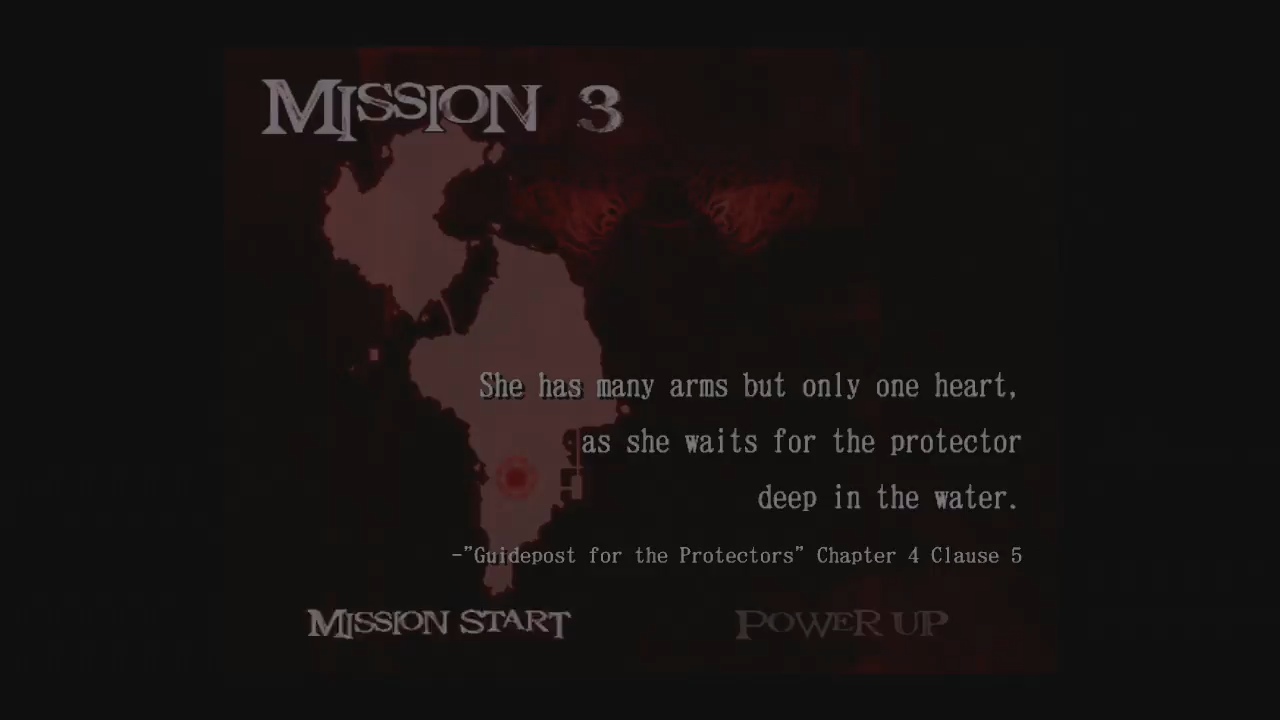 MISSION 3
She has many arms but only one heart,
as she waits for the protector
deep in the water.
-"Guidepost for the Protectors" Chapter 4 Clause 5
MISSION START
POWER UP